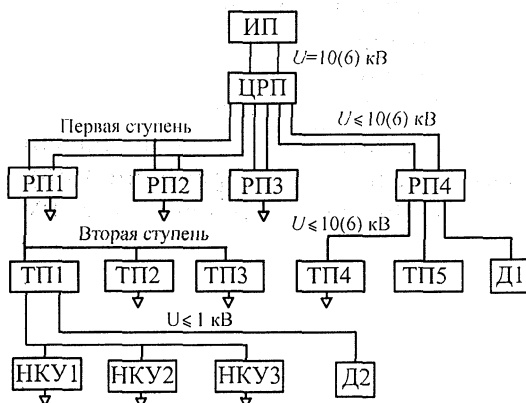 ИП
U=10(6) кВ
ЦРП
Первая ступень
U⩽10(6) кВ
РП1 РП2 РП3 РП4
Вторая ступень U⩽10(6) кВ
ТП1 ТП2 ТП3 ТП4 ТП5 Д1
U⩽1 кВ
НКУ1 НКУ2 НКУ3 Д2